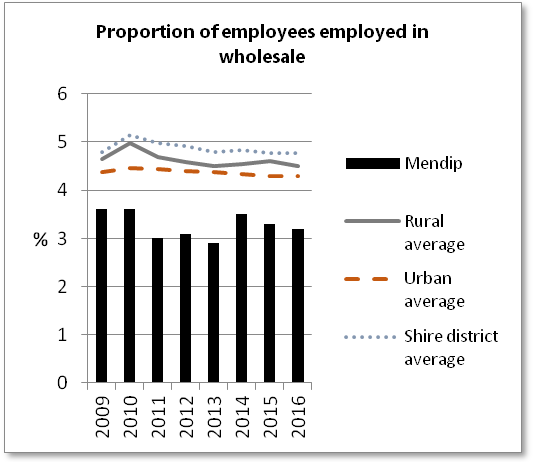 Proportion of employees employed in
wholesale
6
5
4
3
2
1
0
%
2009
2010
2011
2012
2013
2014
2015
2016
Mendip
Rural
average
Urban
average
Shire district
average